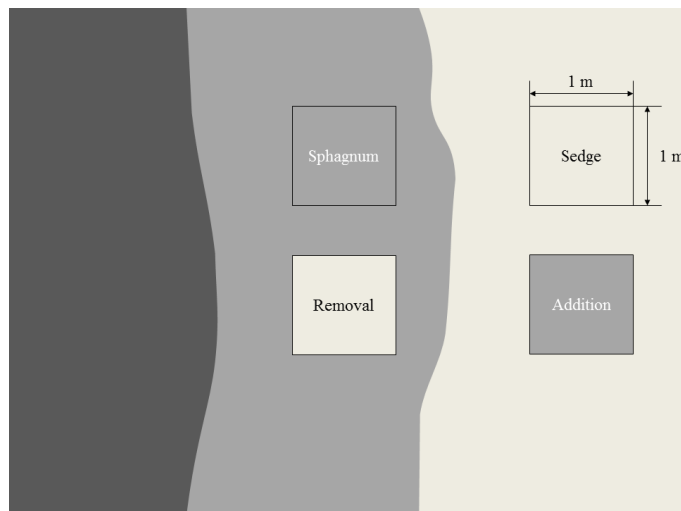 1 m
Sphagnum
Sedge
1 m
Removal
Addition